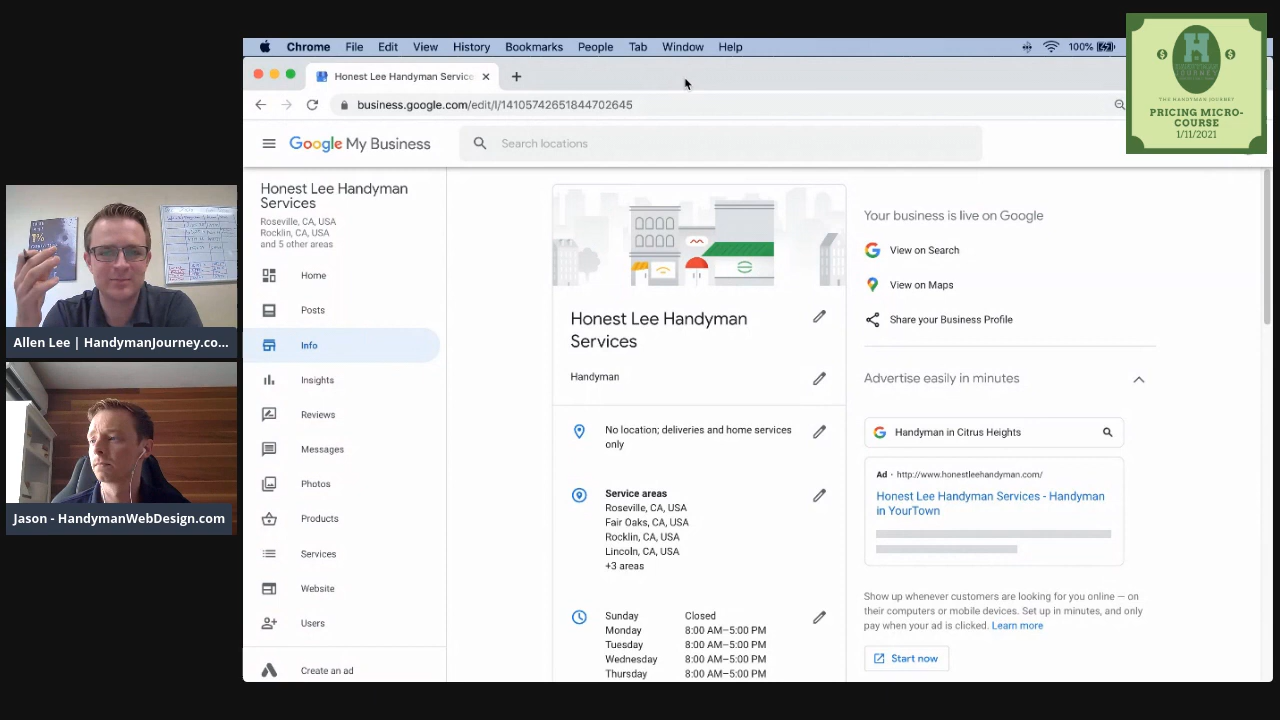 Chrome File Edit View History Bookmarks People Tab Window Help
100%
Honest Lee Handyman Service
business.google.com/edit/l/14105742651844702645
THE HANDYMAN JOURNEY
PRICING MICRO-
COURSE
1/11/2021
Google My Business
Search locations
Honest Lee Handyman
Services
Roseville, CA, USA
Rocklin, CA, USA
and 5 other areas
Home
Posts
Info
Insights
Reviews
Messages
Photos
Products
Services
Website
Users
Create an ad
Honest Lee Handyman
Services
Handyman
No location; deliveries and home services
only
Service areas
Roseville, CA, USA
Fair Oaks, CA, USA
Rocklin, CA, USA
Lincoln, CA, USA
+3 areas
Sunday Closed
Monday 8:00 AM–5:00 PM
Tuesday 8:00 AM–5:00 PM
Wednesday 8:00 AM–5:00 PM
Thursday 8:00 AM–5:00 PM
Your business is live on Google
View on Search
View on Maps
Share your Business Profile
Advertise easily in minutes
Handyman in Citrus Heights
Ad · http://www.honestleehandyman.com/
Honest Lee Handyman Services - Handyman
in YourTown
Show up whenever customers are looking for you online — on
their computers or mobile devices. Set up in minutes, and only
pay when your ad is clicked. Learn more
Start now
Allen Lee | HandymanJourney.co...
Jason - HandymanWebDesign.com